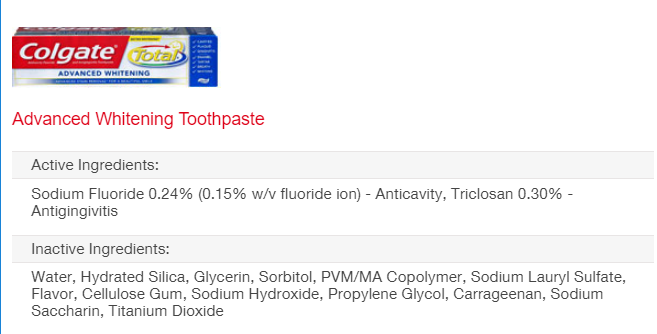 Colgate Total
ADVANCED WHITENING
Advanced Whitening Toothpaste
Active Ingredients:
Sodium Fluoride 0.24% (0.15% w/v fluoride ion) - Anticavity, Triclosan 0.30% -
Antigingivitis
Inactive Ingredients:
Water, Hydrated Silica, Glycerin, Sorbitol, PVM/MA Copolymer, Sodium Lauryl Sulfate,
Flavor, Cellulose Gum, Sodium Hydroxide, Propylene Glycol, Carrageenan, Sodium
Saccharin, Titanium Dioxide